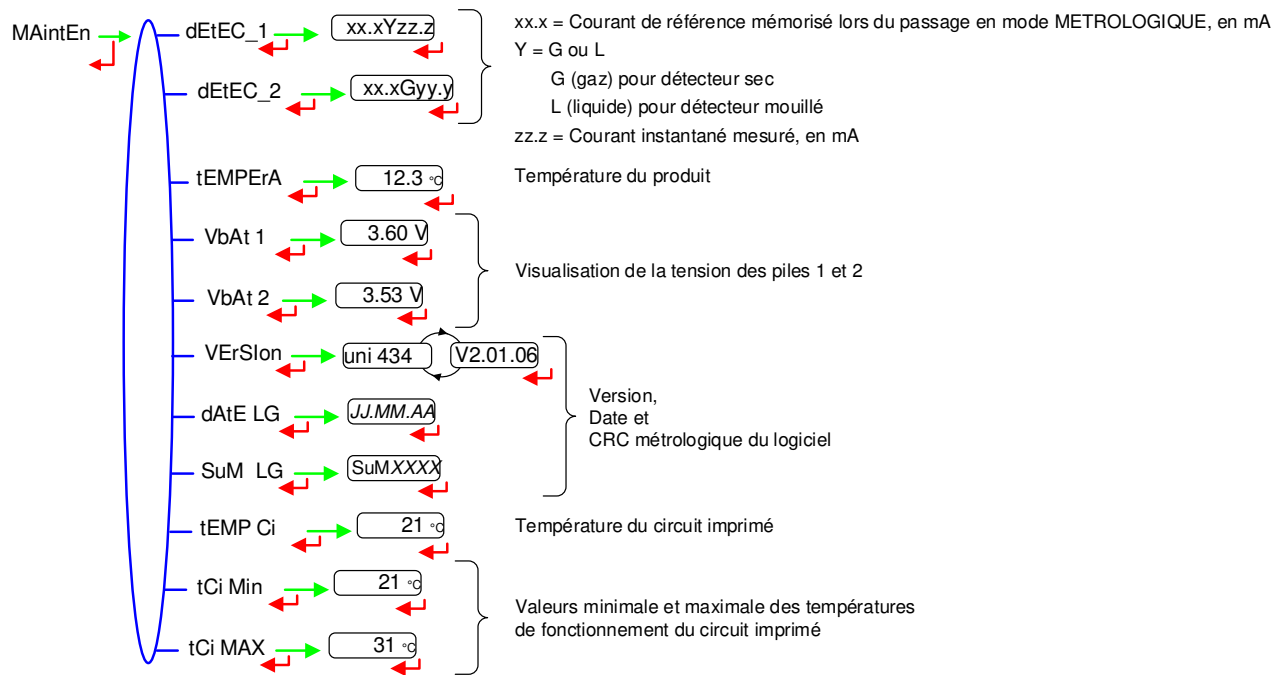 MAintEn
dEtEC_1
xx.xYzz.z
xx.x = Courant de référence mémorisé lors du passage en mode METROLOGIQUE, en mA
Y = G ou L
G (gaz) pour détecteur sec
L (liquide) pour détecteur mouillé
zz.z = Courant instantané mesuré, en mA
dEtEC_2
xx.xGyy.y
tEMPErA
12.3 °C
Température du produit
VbAt 1
3.60 V
VbAt 2
3.53 V
Visualisation de la tension des piles 1 et 2
VErSIon
uni 434
V2.01.06
dAtE LG
JJ.MM.AA
SuM LG
SuMXXXX
Version,
Date et
CRC métrologique du logiciel
tEMP Ci
21 °C
Température du circuit imprimé
tCi Min
21 °C
tCi MAX
31 °C
Valeurs minimale et maximale des températures
de fonctionnement du circuit imprimé